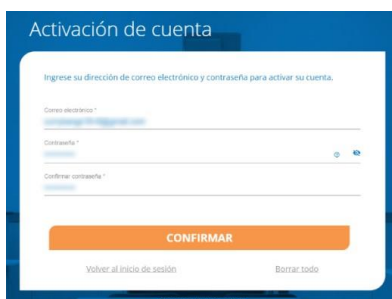 Activación de cuenta
Ingrese su dirección de correo electrónico y contraseña para activar su cuenta.
Correo electrónico *
Contraseña *
Confirmar contraseña *
CONFIRMAR
Volver al inicio de sesión
Borrar todo